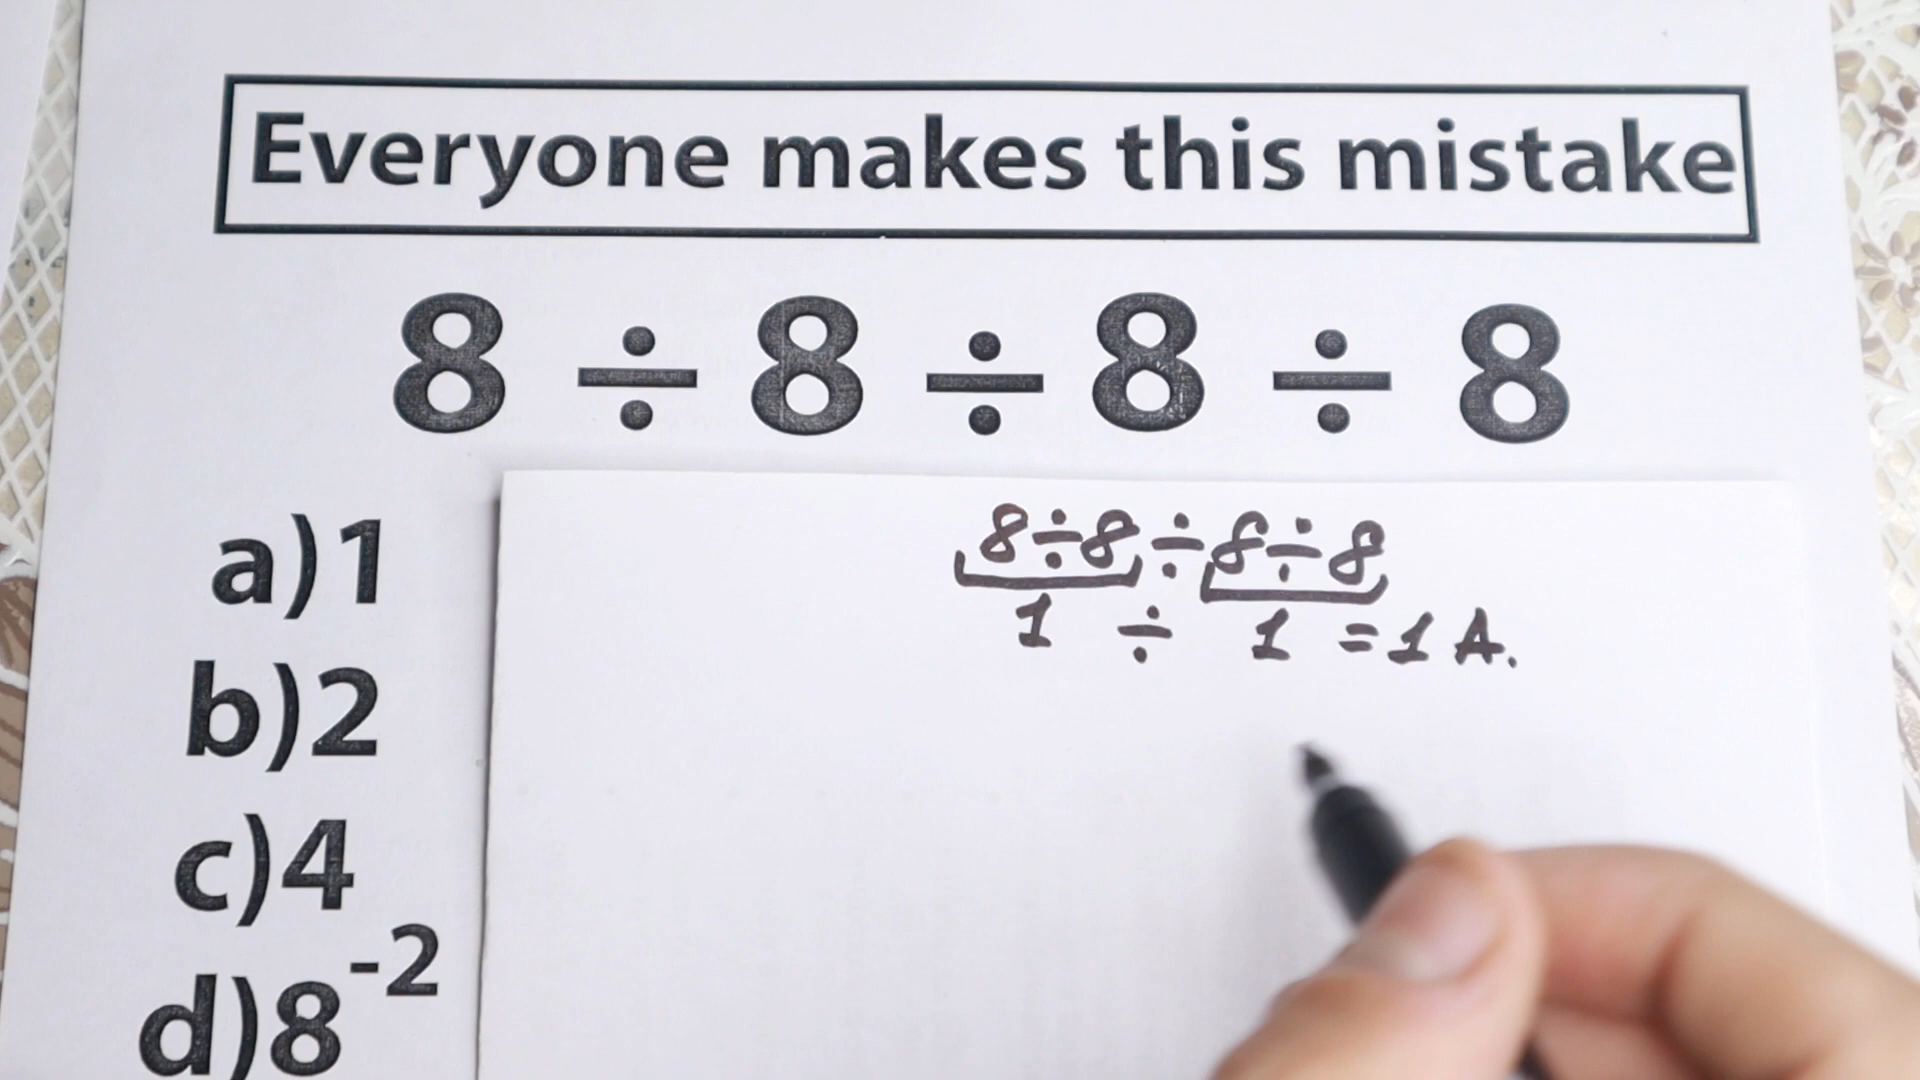 Everyone makes this mistake
8 ÷ 8 ÷ 8 ÷ 8
a)1
b)2
c)4
d)8⁻²
8÷8÷8÷8
1 ÷ 1 =1 A.